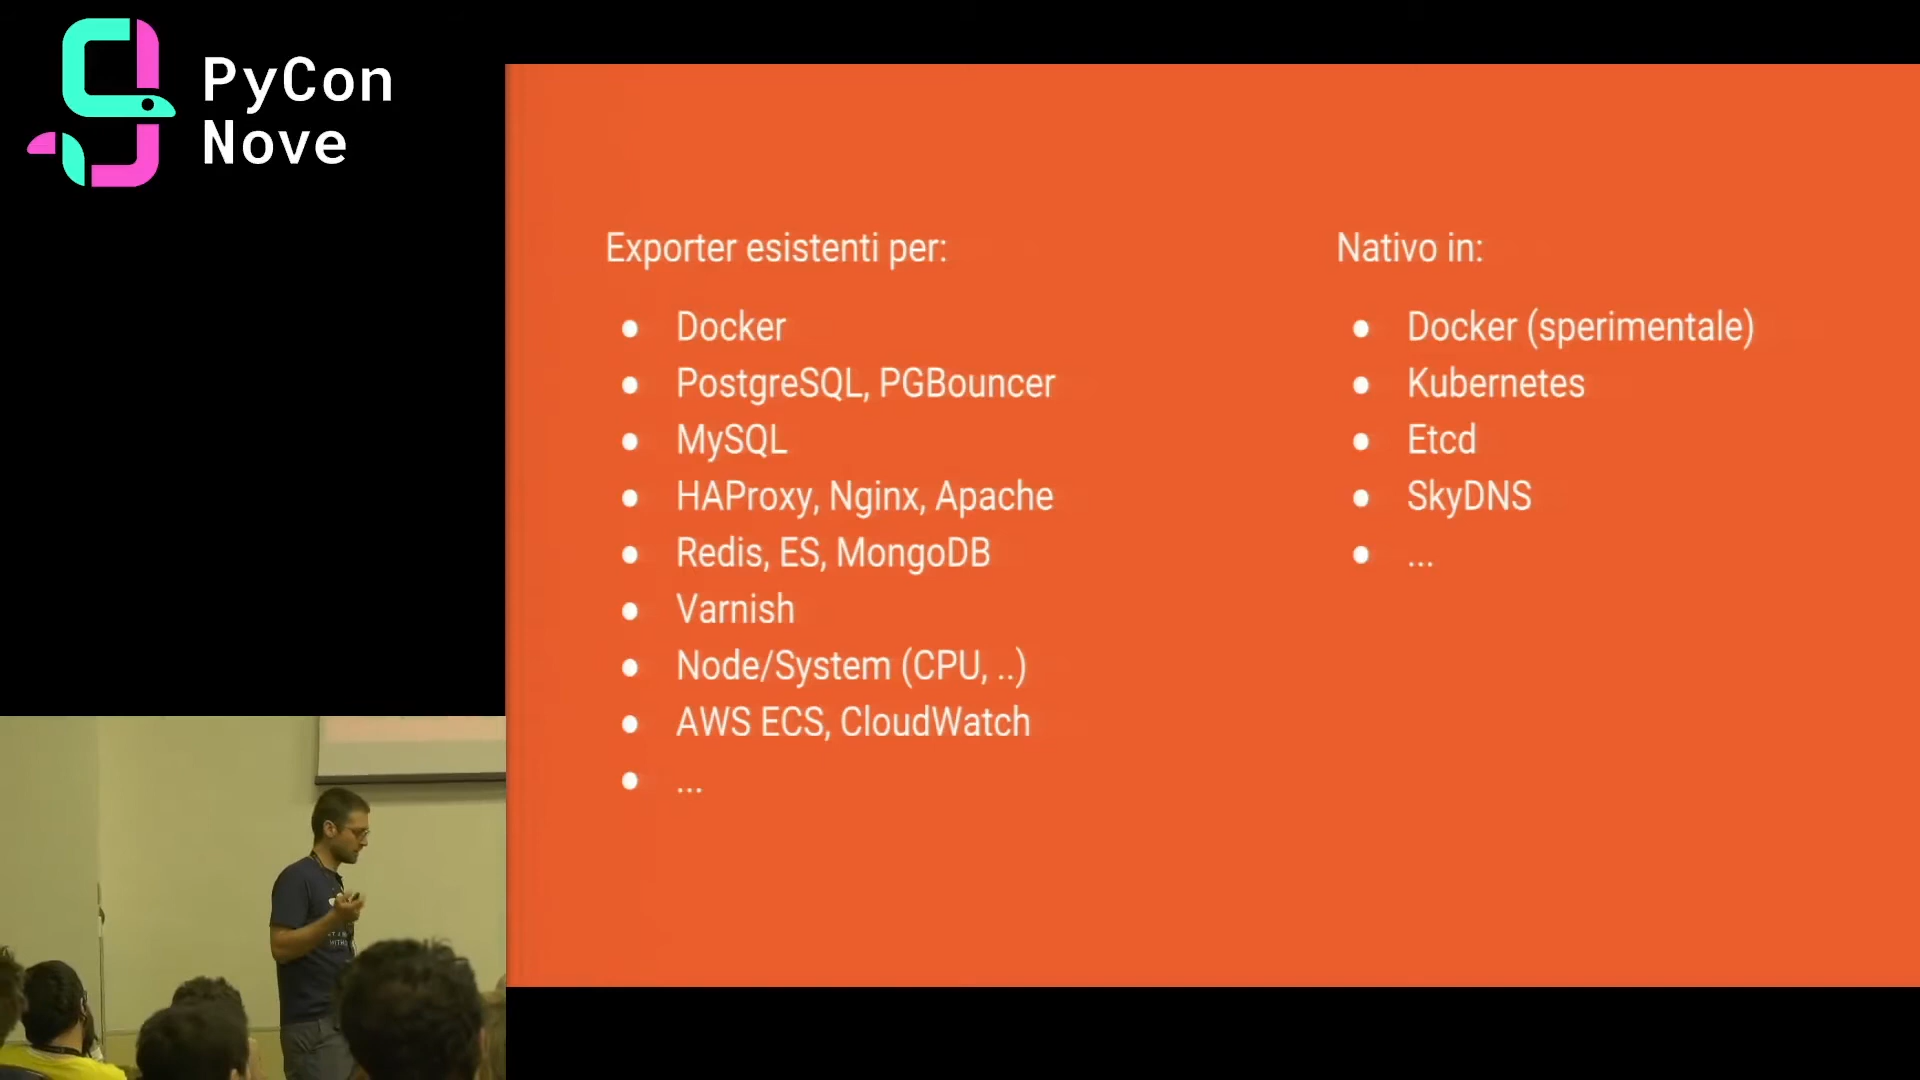 PyCon
Nove
Exporter esistenti per:
● Docker
● PostgreSQL, PGBouncer
● MySQL
● HAProxy, Nginx, Apache
● Redis, ES, MongoDB
● Varnish
● Node/System (CPU, ..)
● AWS ECS, CloudWatch
● ...
Nativo in:
● Docker (sperimentale)
● Kubernetes
● Etcd
● SkyDNS
● ...